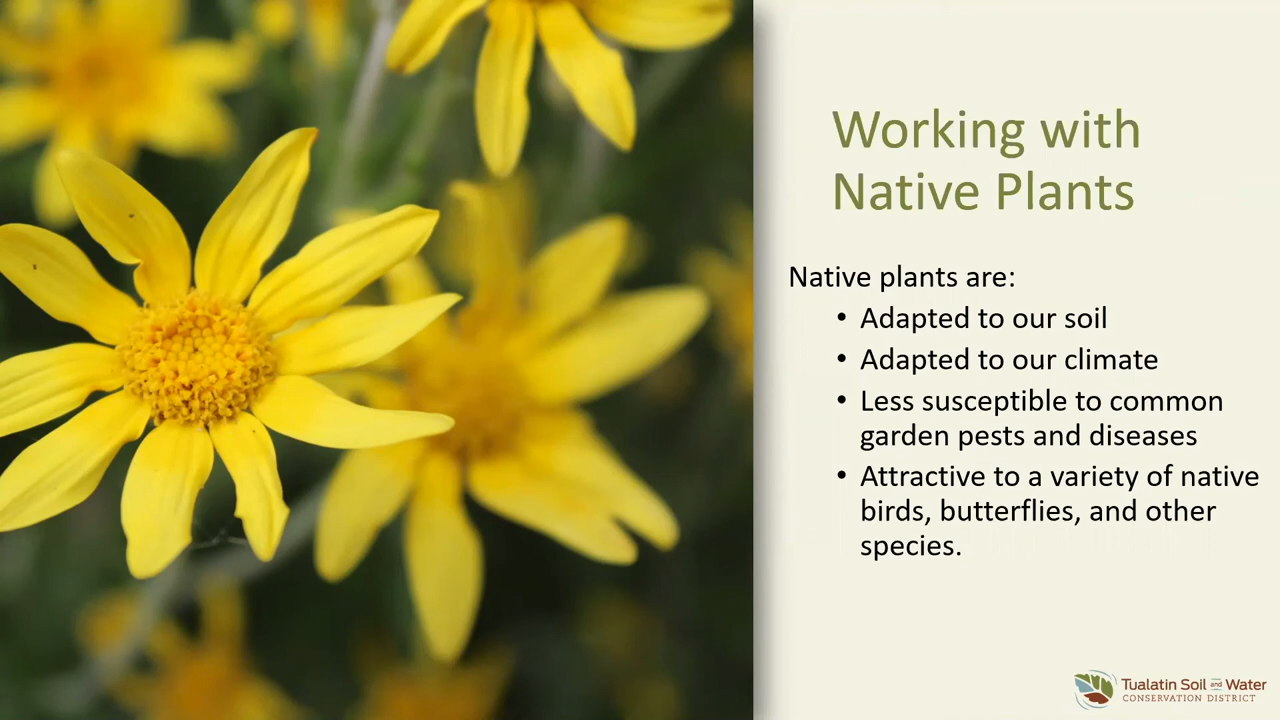 Working with
Native Plants
Native plants are:
• Adapted to our soil
• Adapted to our climate
• Less susceptible to common
garden pests and diseases
• Attractive to a variety of native
birds, butterflies, and other
species.
Tualatin Soil and Water
CONSERVATION DISTRICT